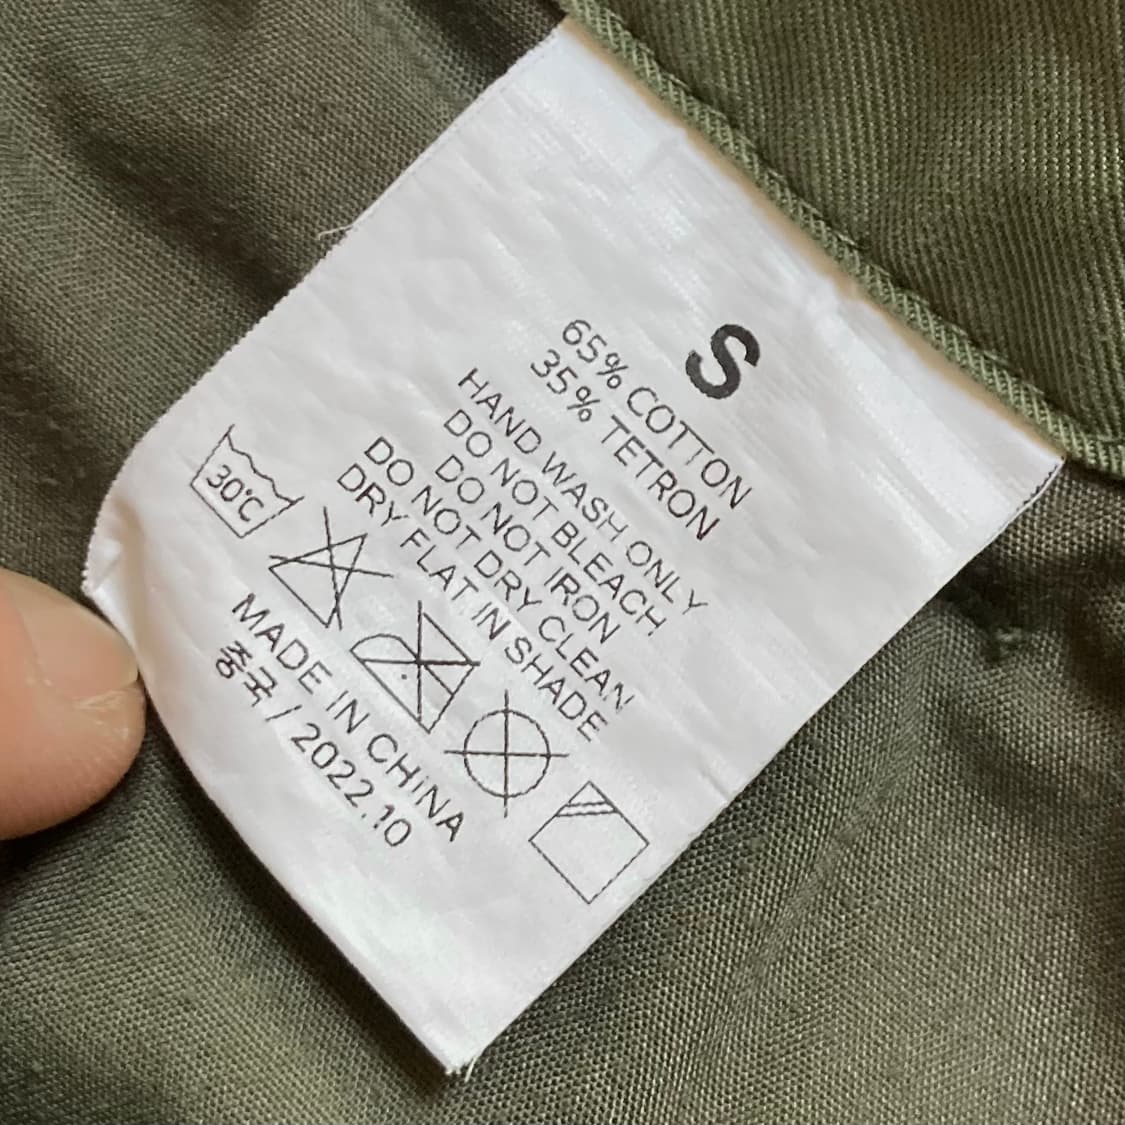 S
65% COTTON
35% TETRON
HAND WASH ONLY
DO NOT BLEACH
DO NOT IRON
DO NOT DRY CLEAN
DRY FLAT IN SHADE
30°C
MADE IN CHINA
중국 / 2022.10